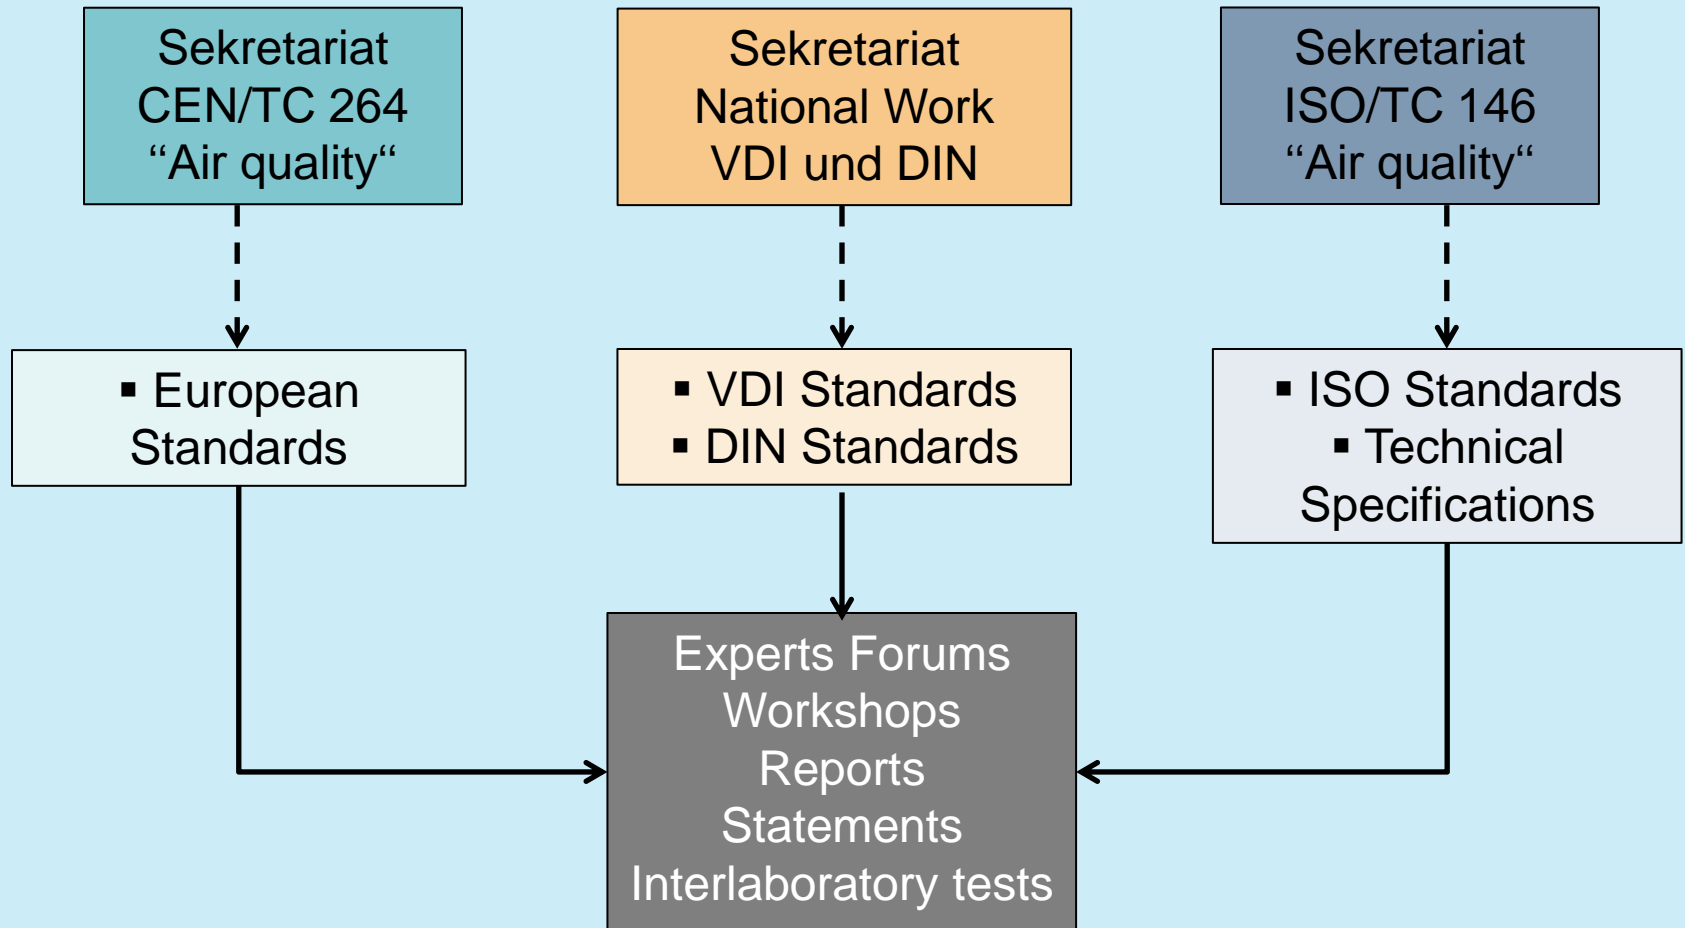 Sekretariat
CEN/TC 264
“Air quality“
Sekretariat
National Work
VDI und DIN
Sekretariat
ISO/TC 146
“Air quality“
▪ European
Standards
▪ VDI Standards
▪ DIN Standards
▪ ISO Standards
▪ Technical
Specifications
Experts Forums
Workshops
Reports
Statements
Interlaboratory tests